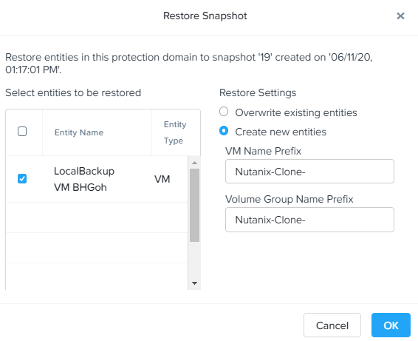 Restore Snapshot
Restore entities in this protection domain to snapshot '19' created on '06/11/20,
01:17:01 PM'.
Select entities to be restored
Entity Name
Entity
Type
LocalBackup
VM BHGoh
VM
Restore Settings
Overwrite existing entities
Create new entities
VM Name Prefix
Nutanix-Clone-
Volume Group Name Prefix
Nutanix-Clone-
Cancel
OK